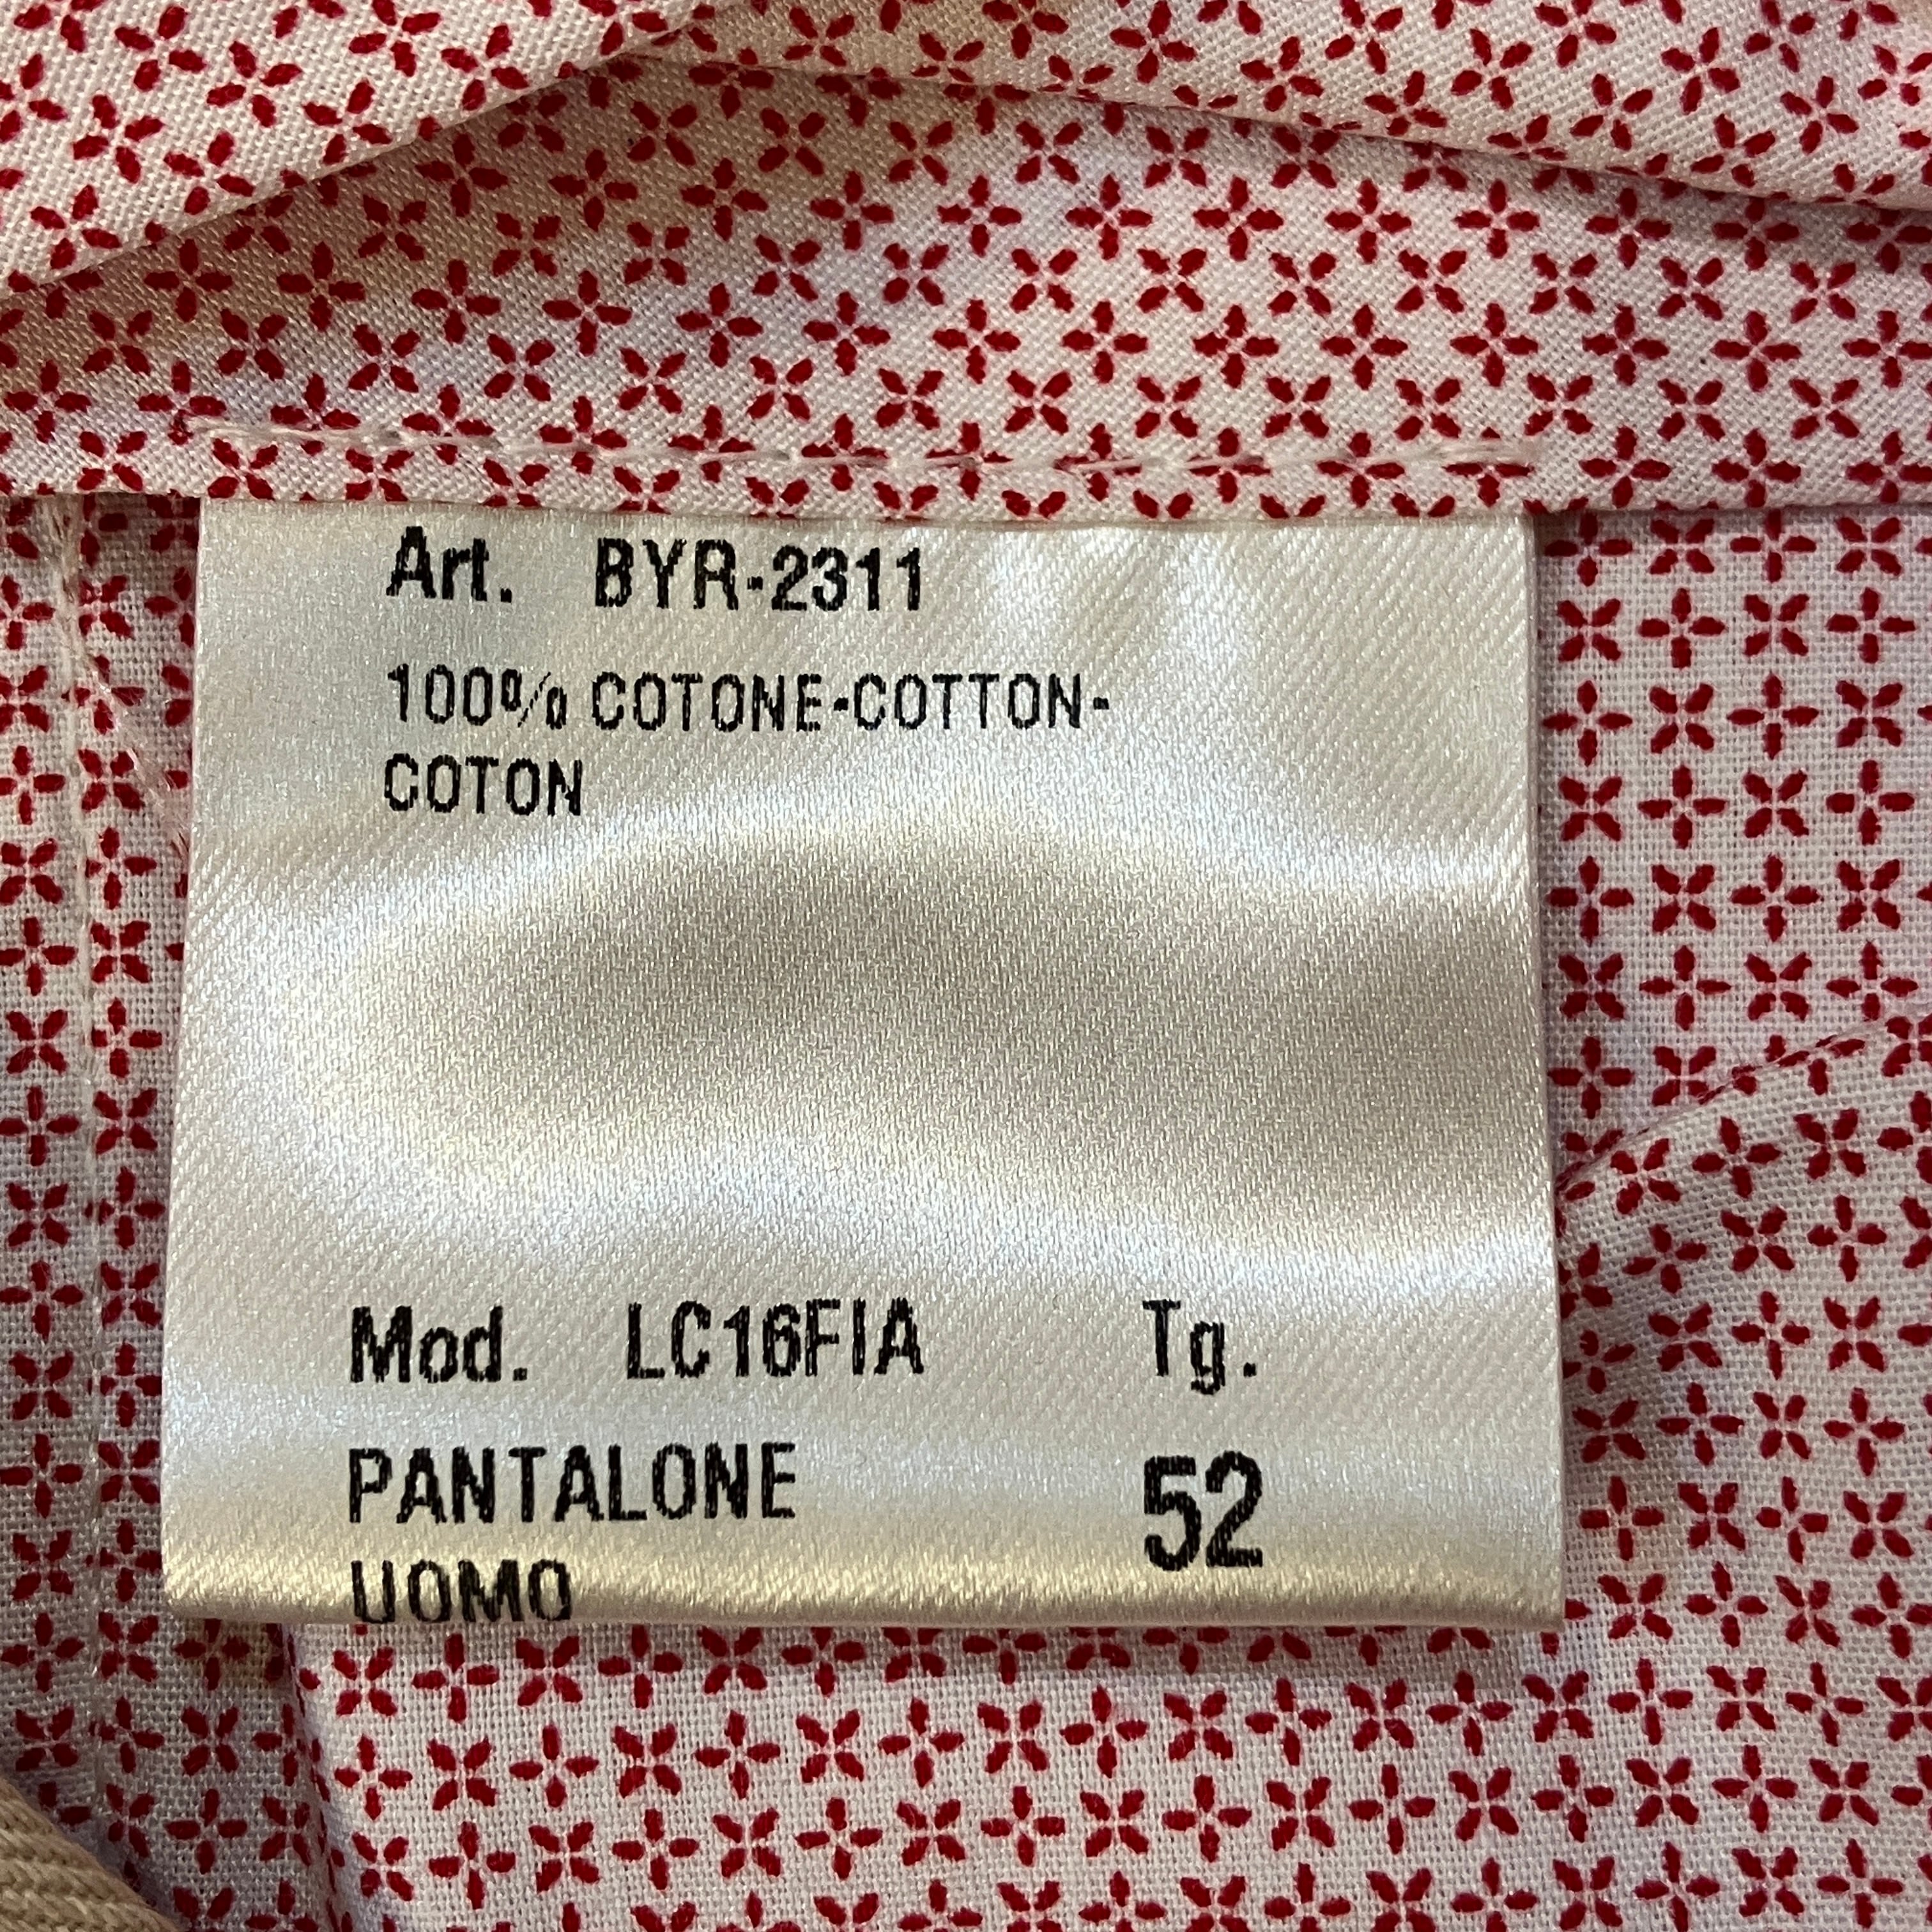 Art. BYR-2311
100% COTONE-COTTON-
COTON
Mod. LC16FIA Tg.
PANTALONE 52
UOMO